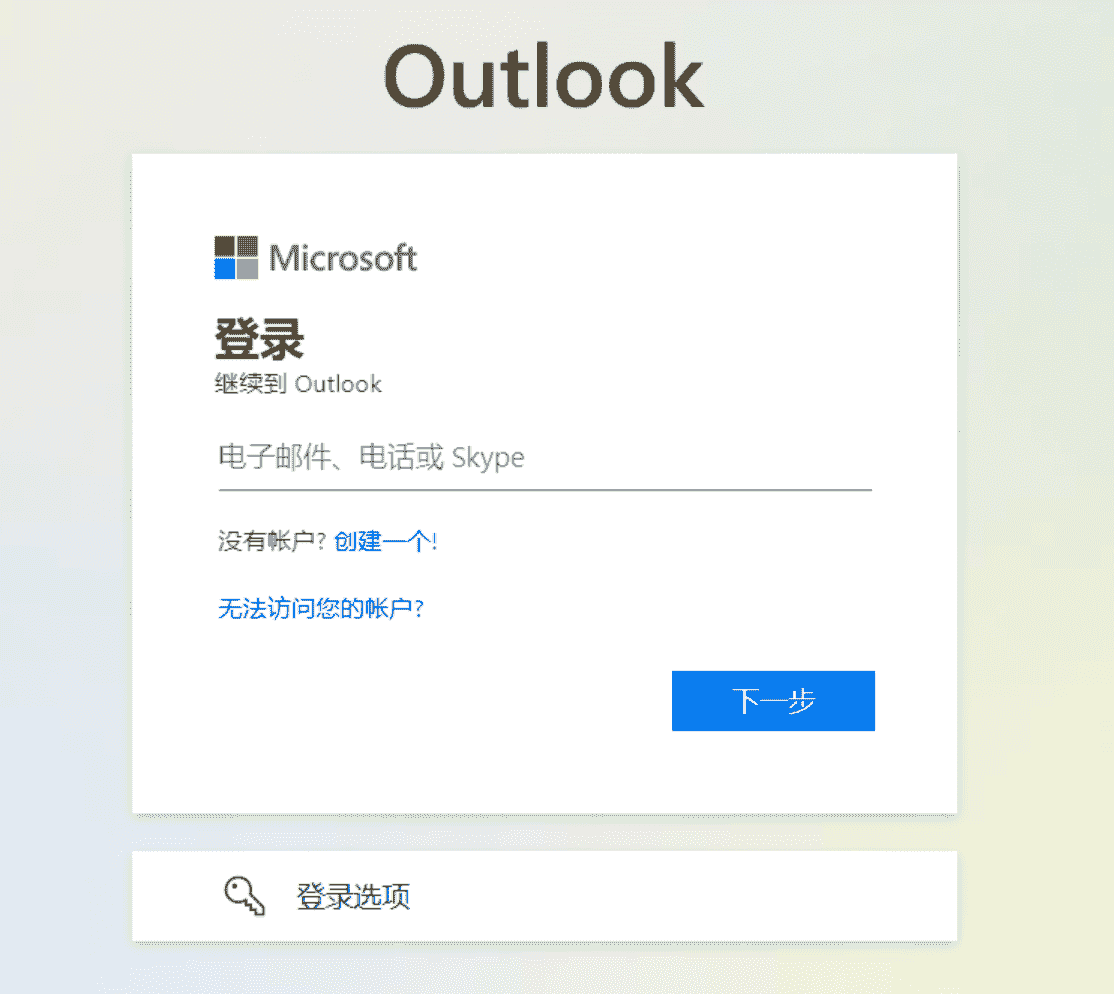 Outlook
Microsoft
登录
继续到 Outlook
电子邮件、电话或 Skype
没有帐户? 创建一个!
无法访问您的帐户?
下一步
登录选项